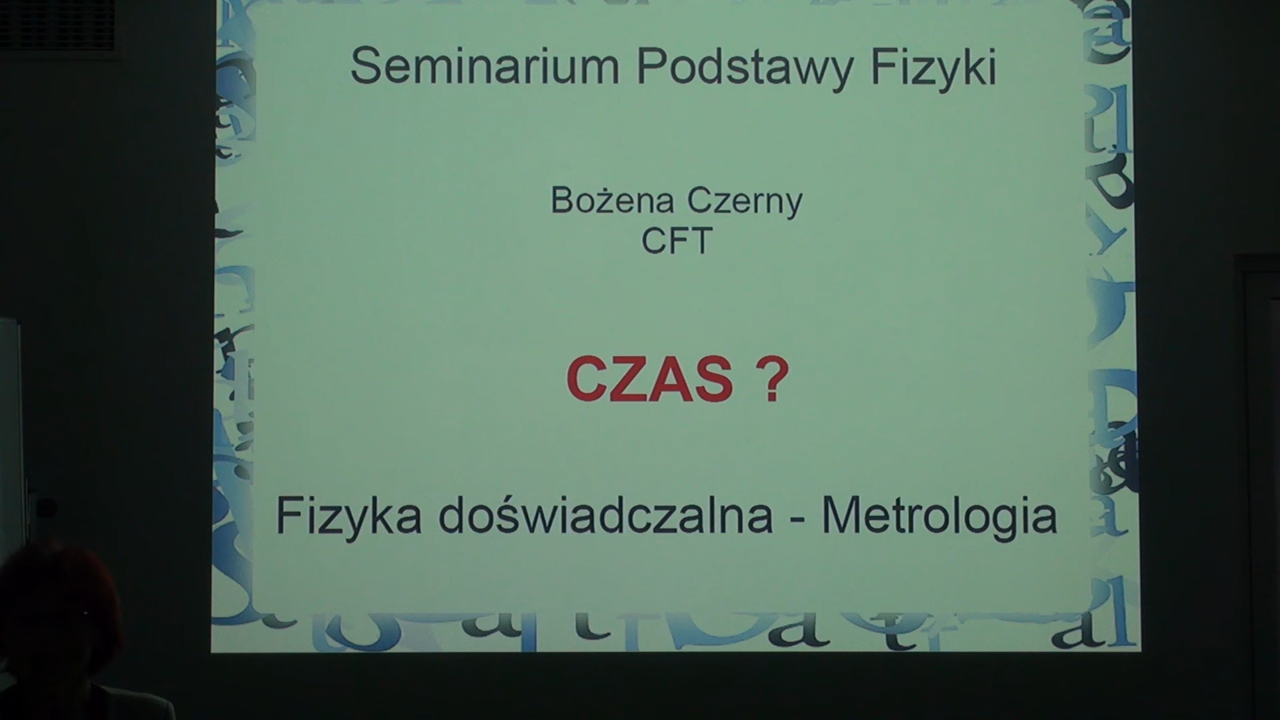 Seminarium Podstawy Fizyki
Bożena Czerny
CFT
CZAS ?
Fizyka doświadczalna - Metrologia